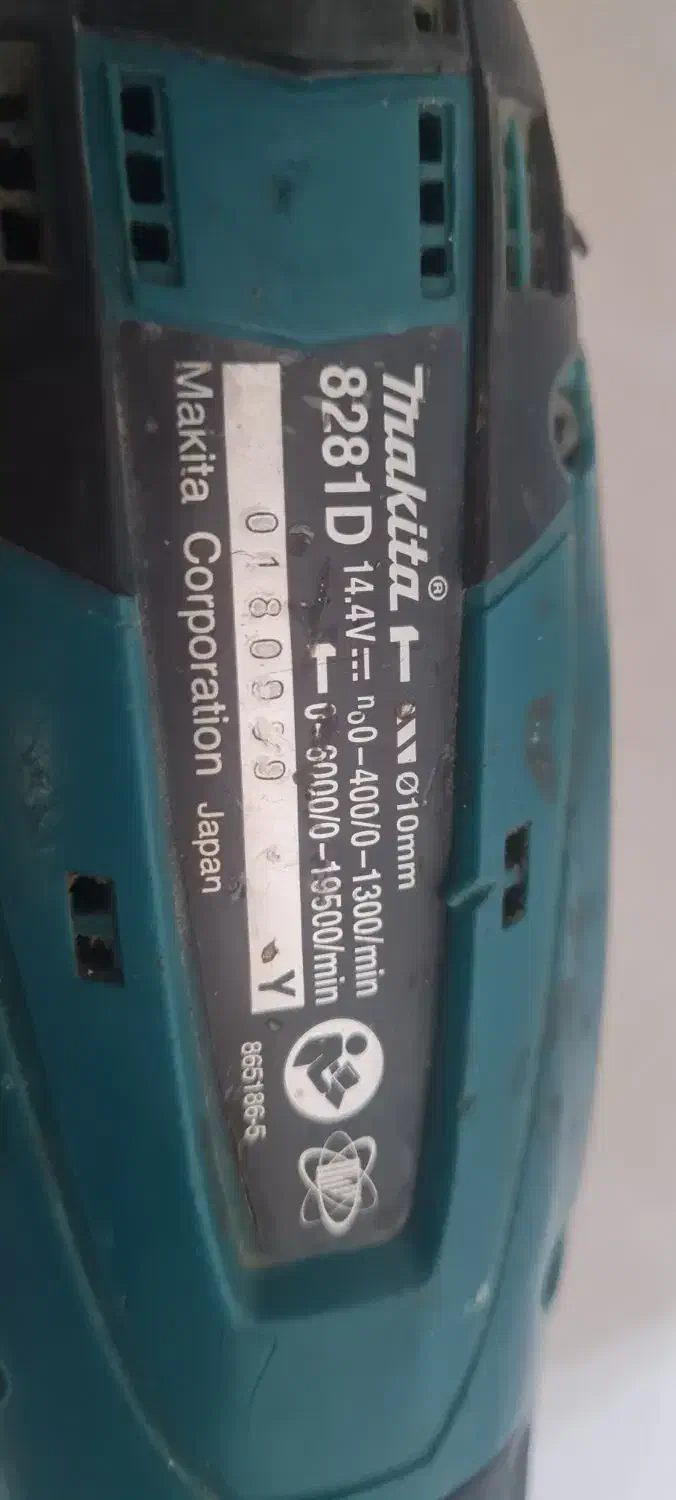 makita®
Ø10mm
8281D 14.4V n₀0–400/0–1300/min
0–6000/0–19500/min
Y
Makita Corporation Japan
865186-5